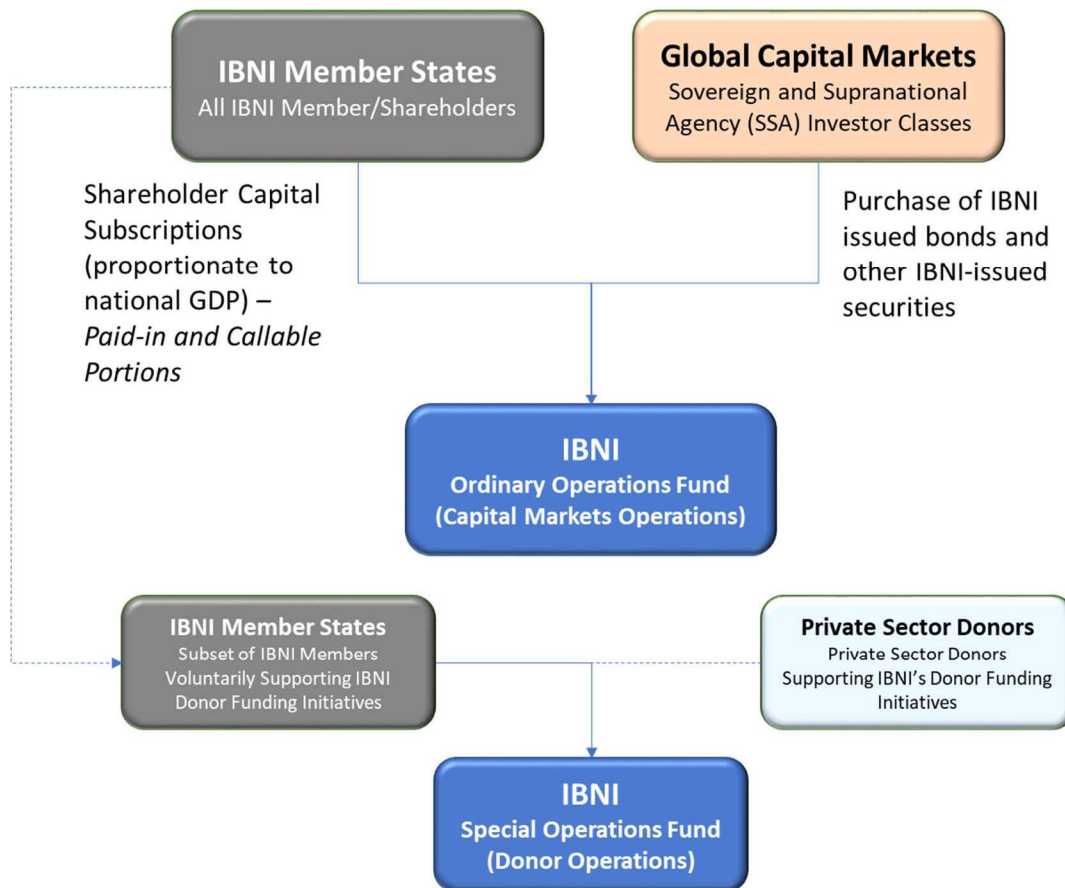 IBNI Member States
All IBNI Member/Shareholders
Global Capital Markets
Sovereign and Supranational
Agency (SSA) Investor Classes
Shareholder Capital
Subscriptions
(proportionate to
national GDP) –
Paid-in and Callable
Portions
Purchase of IBNI
issued bonds and
other IBNI-issued
securities
IBNI
Ordinary Operations Fund
(Capital Markets Operations)
IBNI Member States
Subset of IBNI Members
Voluntarily Supporting IBNI
Donor Funding Initiatives
Private Sector Donors
Private Sector Donors
Supporting IBNI’s Donor Funding
Initiatives
IBNI
Special Operations Fund
(Donor Operations)